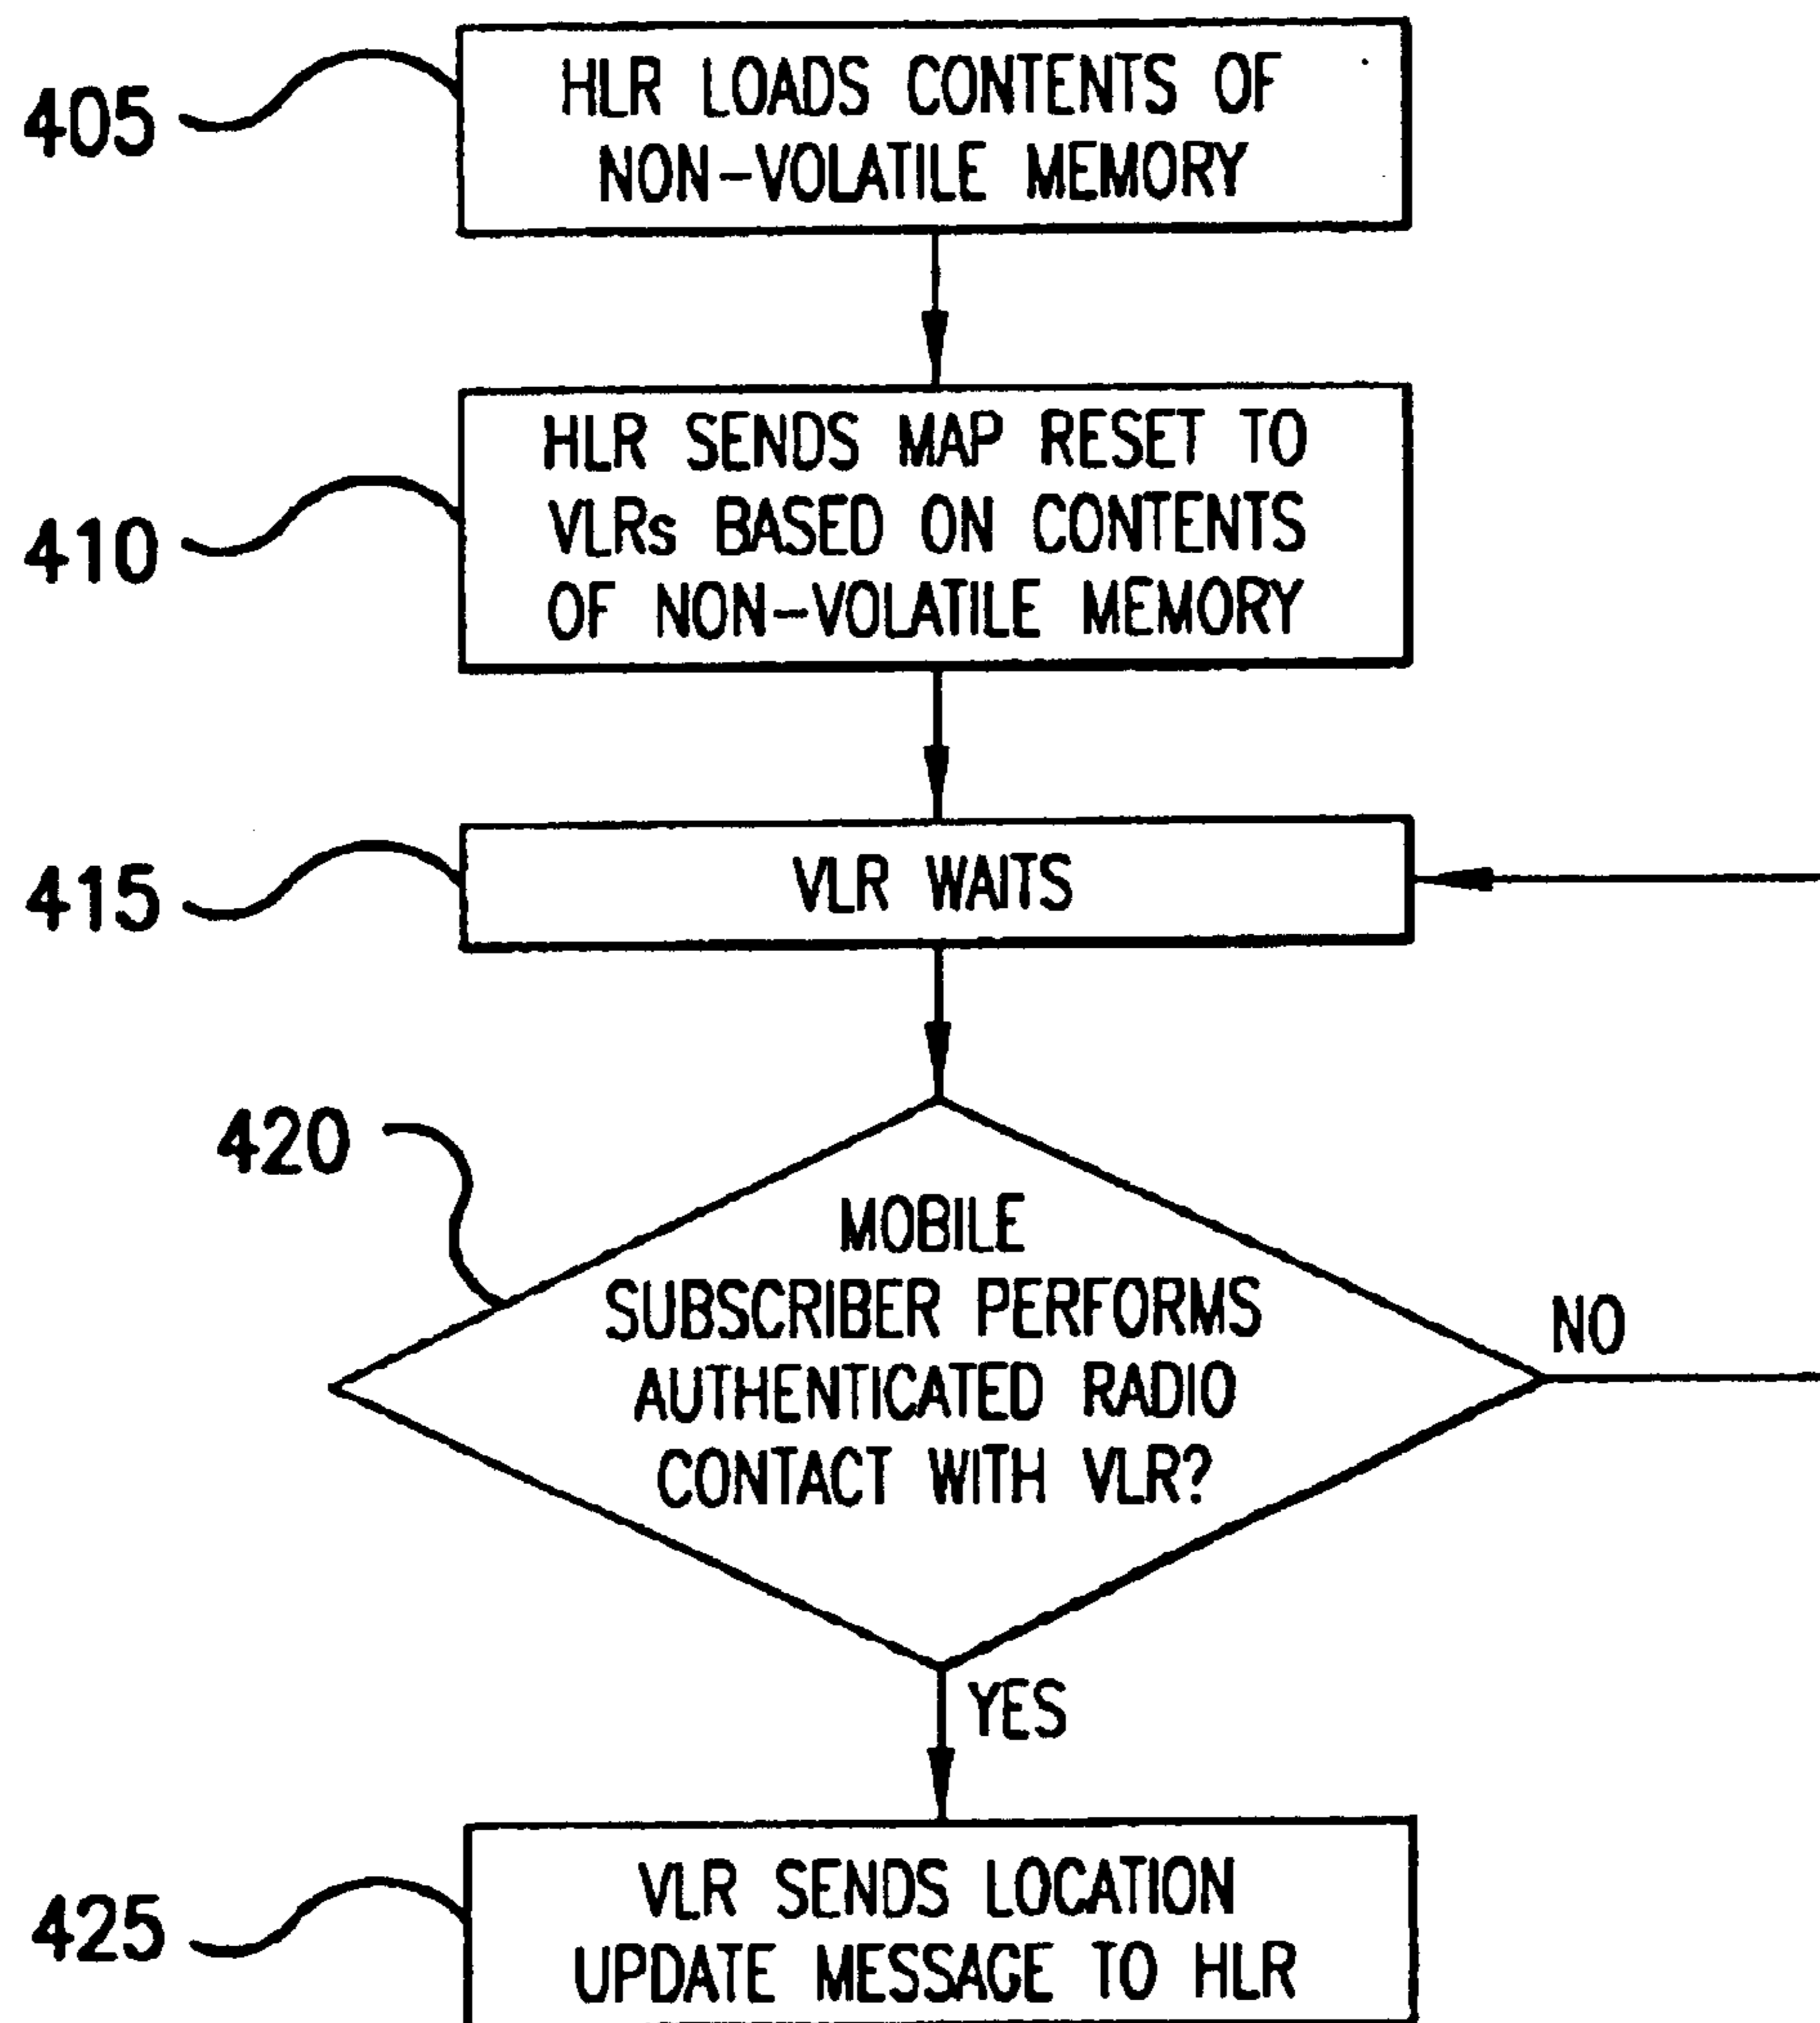 405
HLR LOADS CONTENTS OF
NON-VOLATILE MEMORY
410
HLR SENDS MAP RESET TO
VLRs BASED ON CONTENTS
OF NON-VOLATILE MEMORY
415
VLR WAITS
420
MOBILE
SUBSCRIBER PERFORMS
AUTHENTICATED RADIO
CONTACT WITH VLR?
NO
YES
425
VLR SENDS LOCATION
UPDATE MESSAGE TO HLR